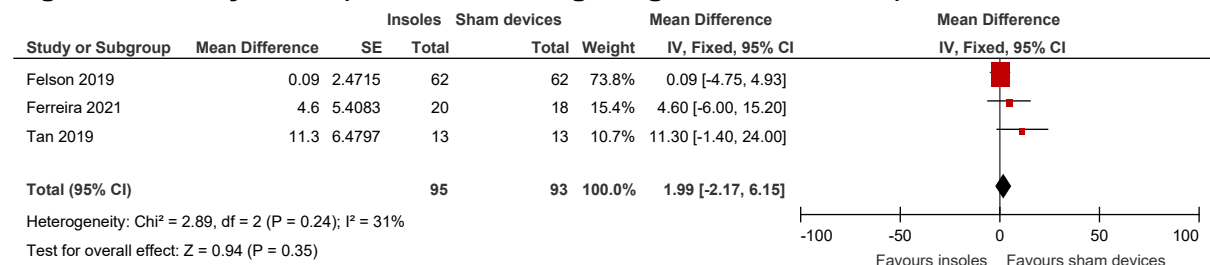 Insoles Sham devices Mean Difference Mean Difference
Study or Subgroup Mean Difference SE Total Total Weight IV, Fixed, 95% CI IV, Fixed, 95% CI
Felson 2019 0.09 2.4715 62 62 73.8% 0.09 [-4.75, 4.93]
Ferreira 2021 4.6 5.4083 20 18 15.4% 4.60 [-6.00, 15.20]
Tan 2019 11.3 6.4797 13 13 10.7% 11.30 [-1.40, 24.00]
Total (95% CI) 95 93 100.0% 1.99 [-2.17, 6.15]
Heterogeneity: Chi² = 2.89, df = 2 (P = 0.24); I² = 31%
Test for overall effect: Z = 0.94 (P = 0.35)
-100 -50 0 50 100
Favours insoles Favours sham devices